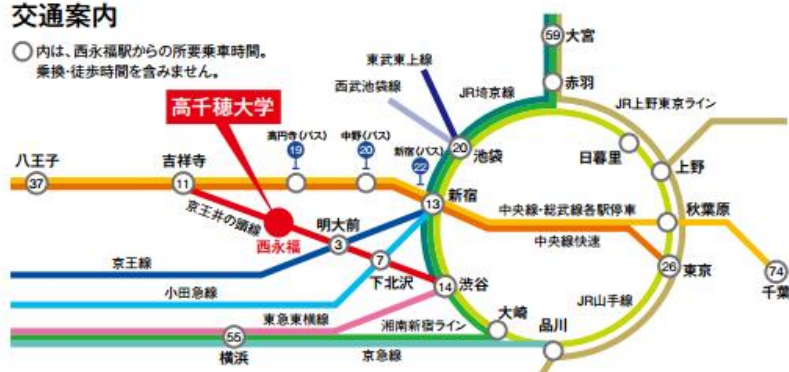 交通案内
○内は、西永福駅からの所要乗車時間。
乗換・徒歩時間を含みません。
高千穂大学
59 大宮
赤羽
東武東上線
西武池袋線
JR埼京線
JR上野東京ライン
高円寺(バス)
19
中野(バス)
20
新宿(バス)
22
20 池袋
日暮里
上野
八王子
37
吉祥寺
11
13 新宿
中央線・総武線各駅停車
秋葉原
京王井の頭線
西永福
明大前
3
中央線快速
京王線
7
下北沢
14 渋谷
26 東京
74
千葉
小田急線
JR山手線
東急東横線
湘南新宿ライン
大崎
品川
55
横浜
京急線